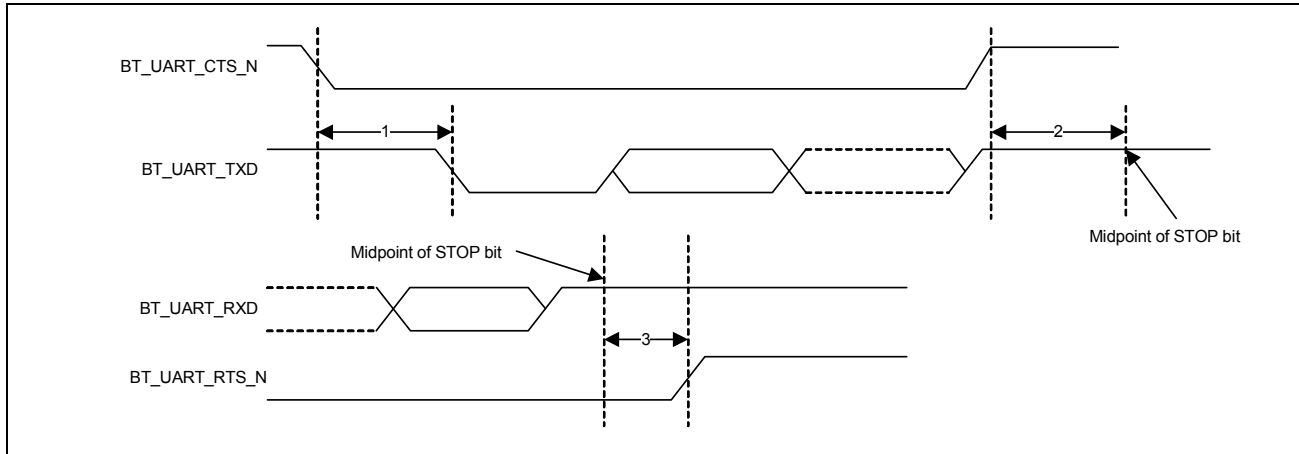 BT_UART_CTS_N
1
2
BT_UART_TXD
Midpoint of STOP bit
Midpoint of STOP bit
BT_UART_RXD
3
BT_UART_RTS_N